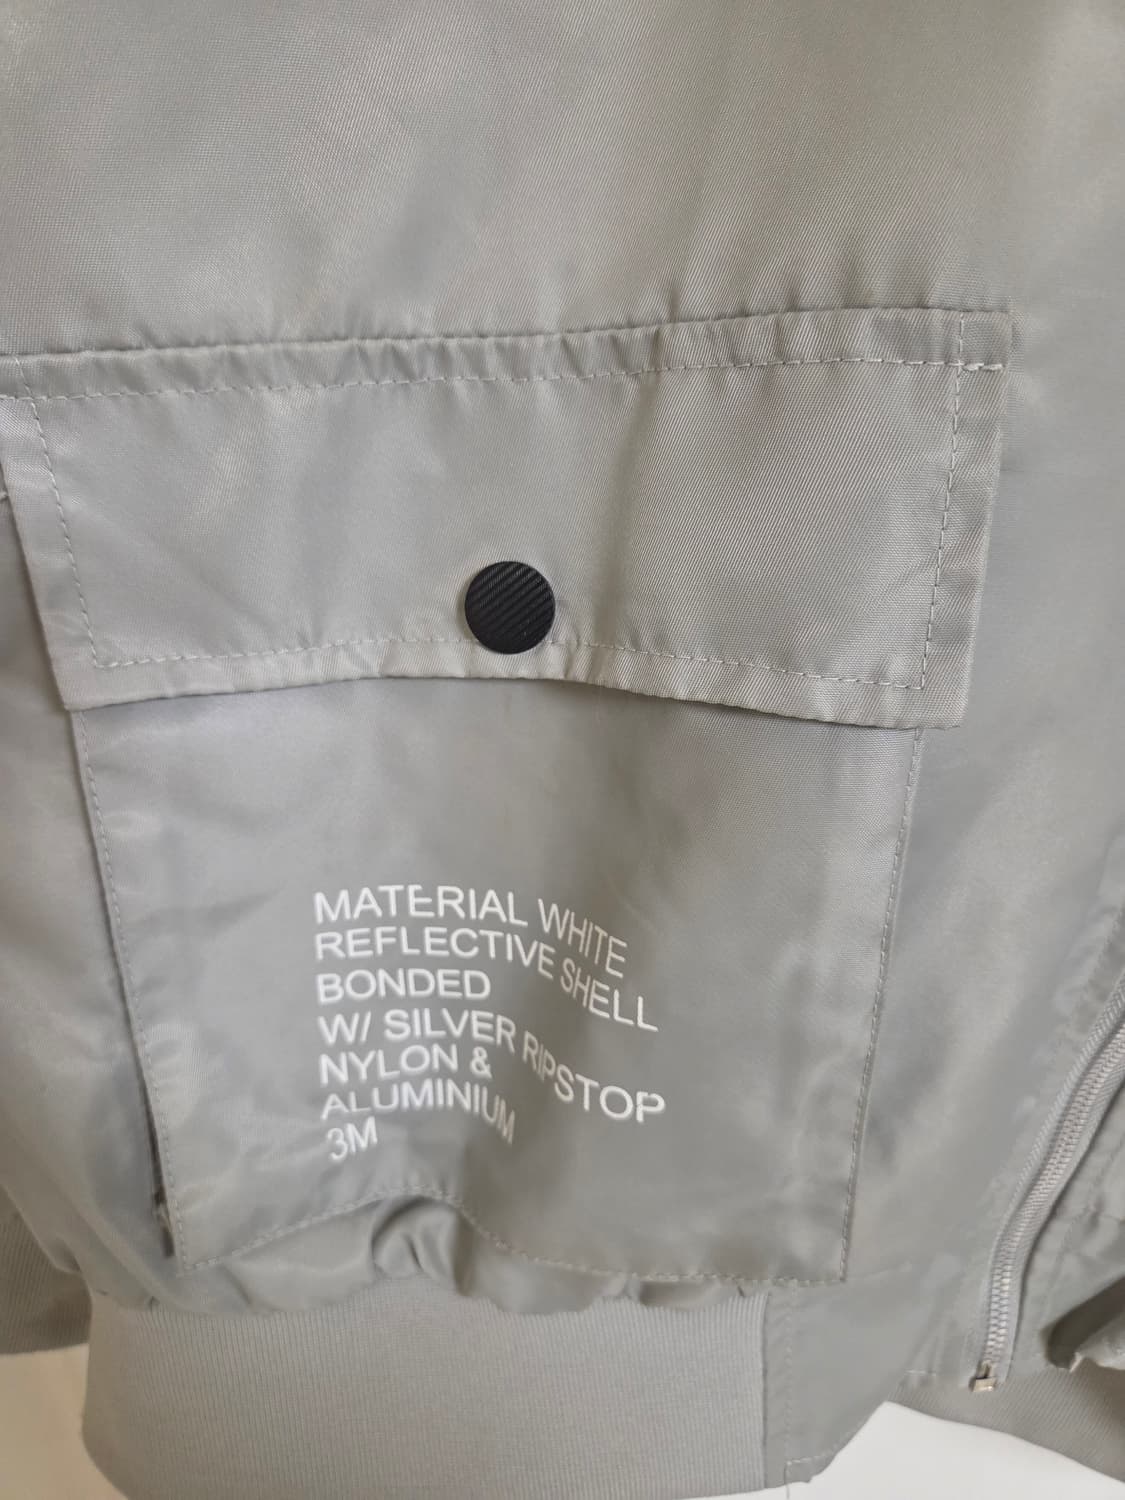 MATERIAL WHITE
REFLECTIVE SHELL
BONDED
W/ SILVER RIPSTOP
NYLON &
ALUMINIUM
3M